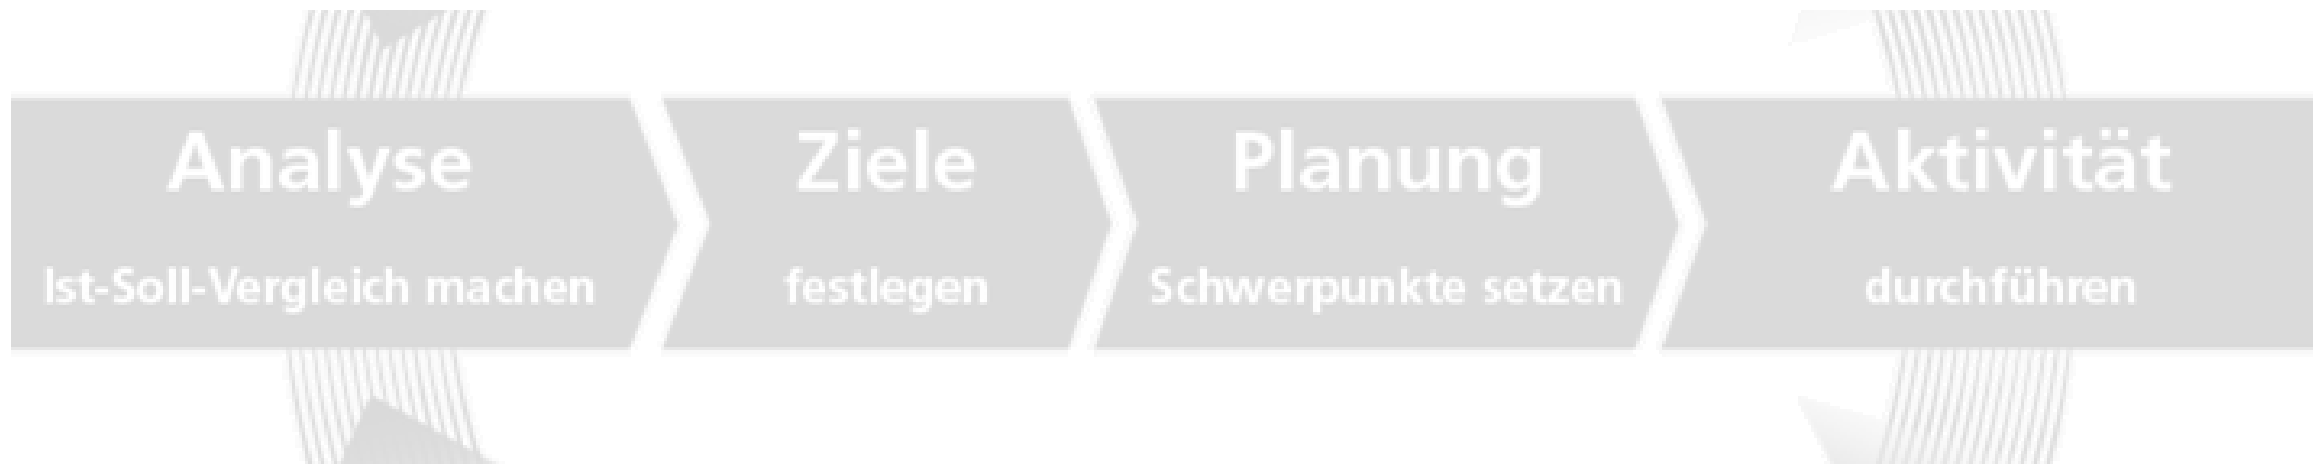 Analyse
Ist-Soll-Vergleich machen
Ziele
festlegen
Planung
Schwerpunkte setzen
Aktivität
durchführen